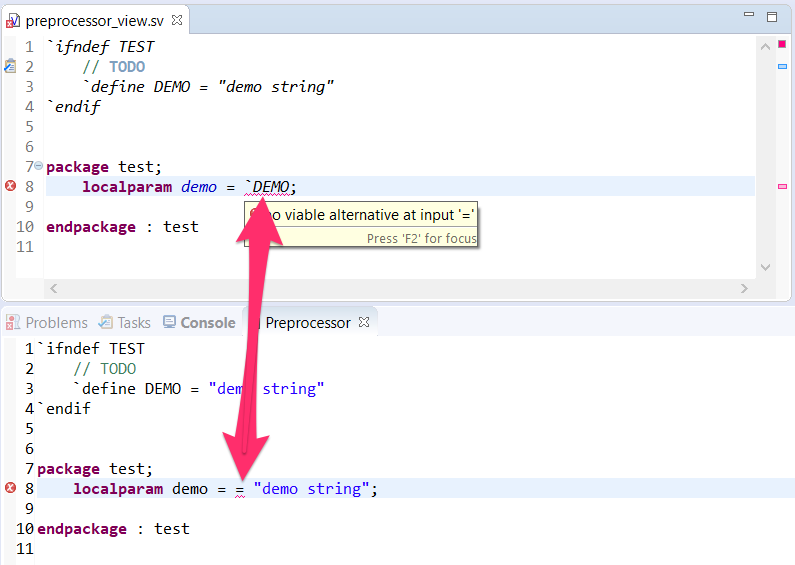 preprocessor_view.sv
1 `ifndef TEST
2 // TODO
3 `define DEMO = "demo string"
4 `endif
5
6
7 package test;
8 localparam demo = `DEMO;
no viable alternative at input '='
9
Press 'F2' for focus
10 endpackage : test
11
Problems Tasks Console Preprocessor
1 `ifndef TEST
2 // TODO
3 `define DEMO = "demo string"
4 `endif
5
6
7 package test;
8 localparam demo = = "demo string";
9
10 endpackage : test
11